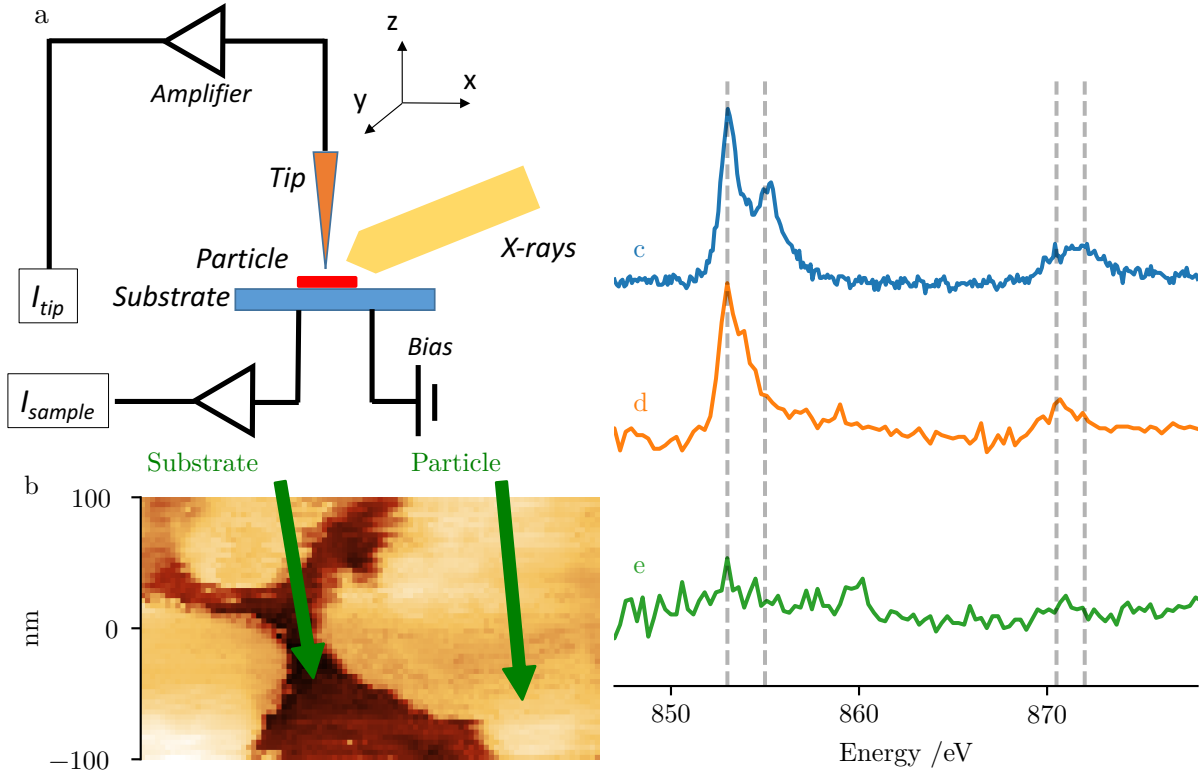 a
z
x
y
Amplifier
Tip
X-rays
Particle
Substrate
I_tip
Bias
I_sample
Substrate
Particle
b
100
0
−100
nm
c
d
e
850
860
870
Energy /eV